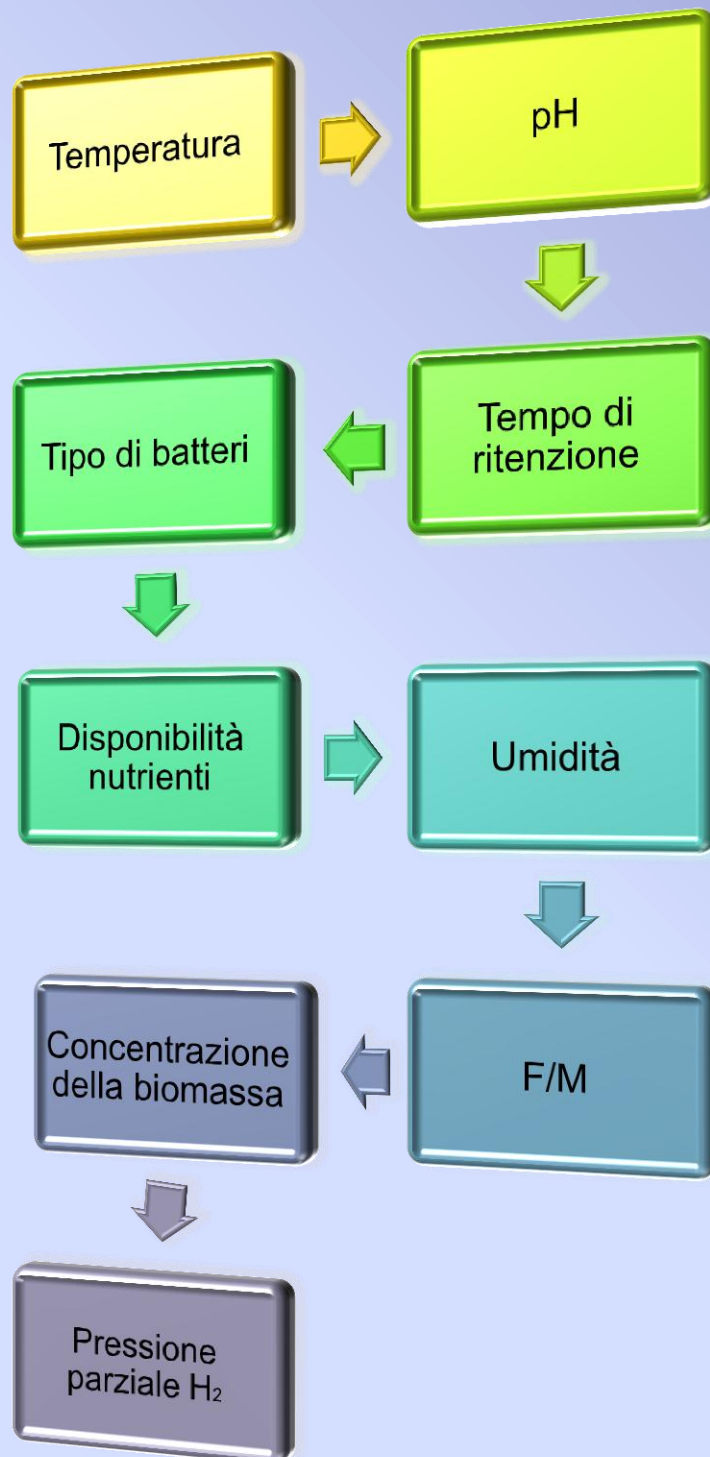 Temperatura
pH
Tempo di
ritenzione
Tipo di batteri
Disponibilità
nutrienti
Umidità
F/M
Concentrazione
della biomassa
Pressione
parziale H₂